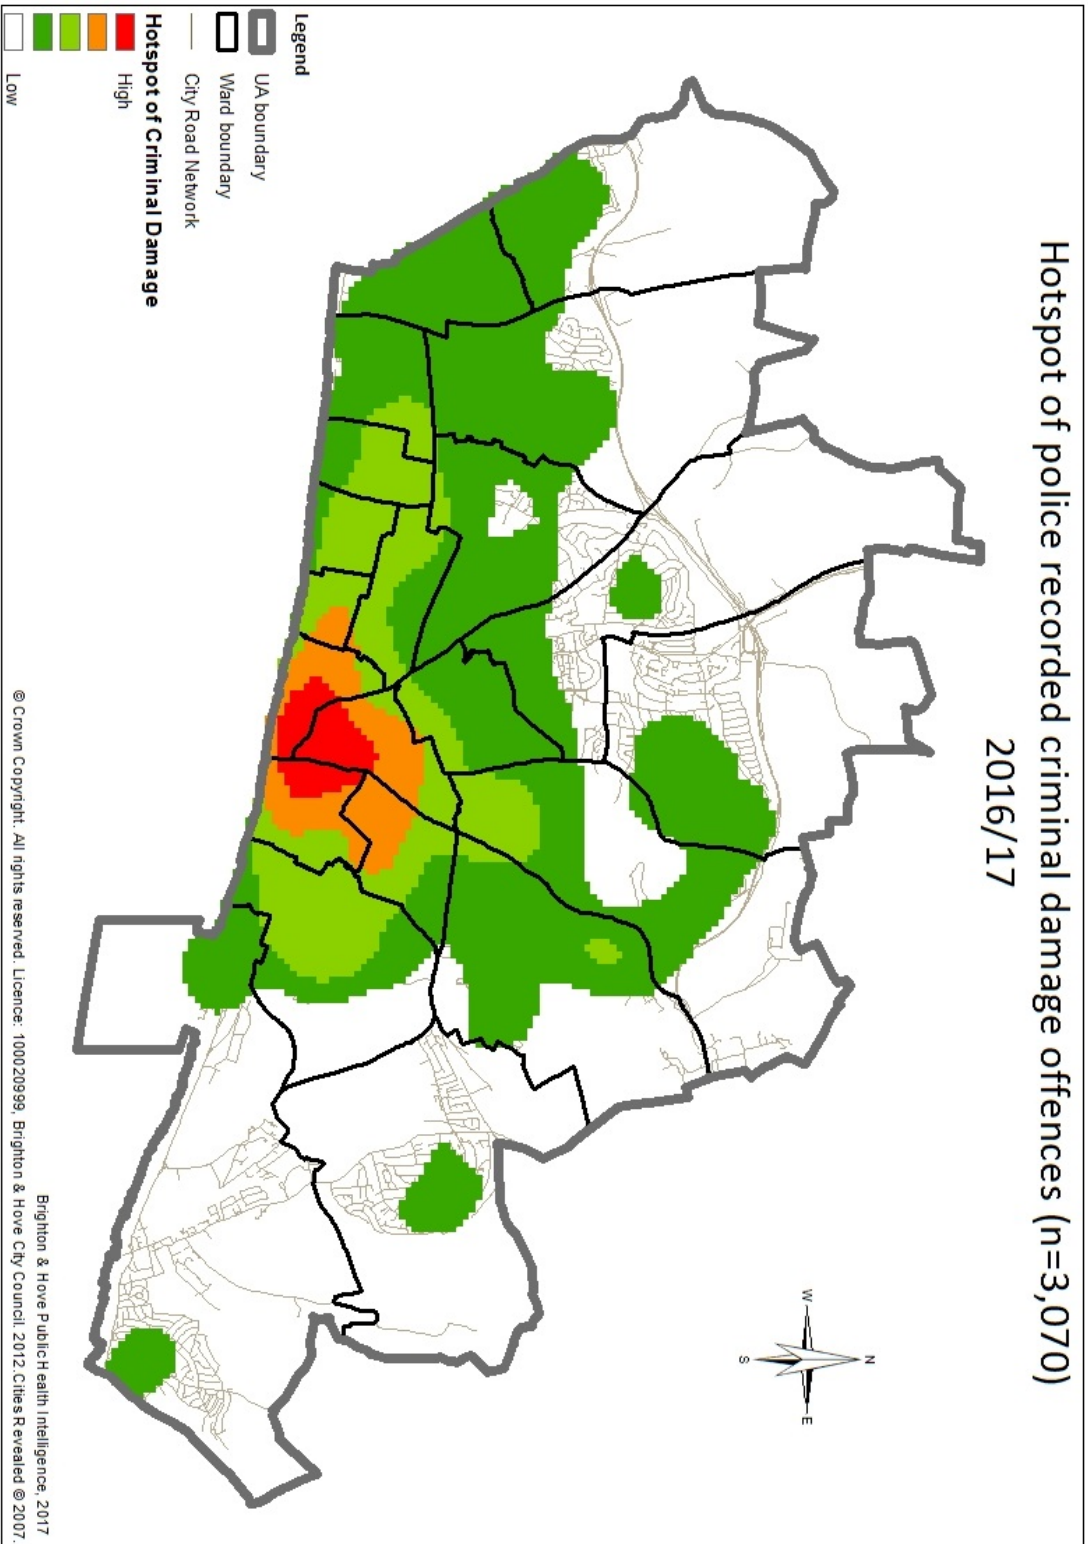 Hotspot of police recorded criminal damage offences (n=3,070)
2016/17
N
W
E
S
Legend
UA boundary
Ward boundary
City Road Network
Hotspot of Criminal Damage
High
Low
Brighton & Hove Public Health Intelligence, 2017
© Crown Copyright. All rights reserved. Licence: 100020999, Brighton & Hove City Council. 2012.Cities Revealed © 2007.